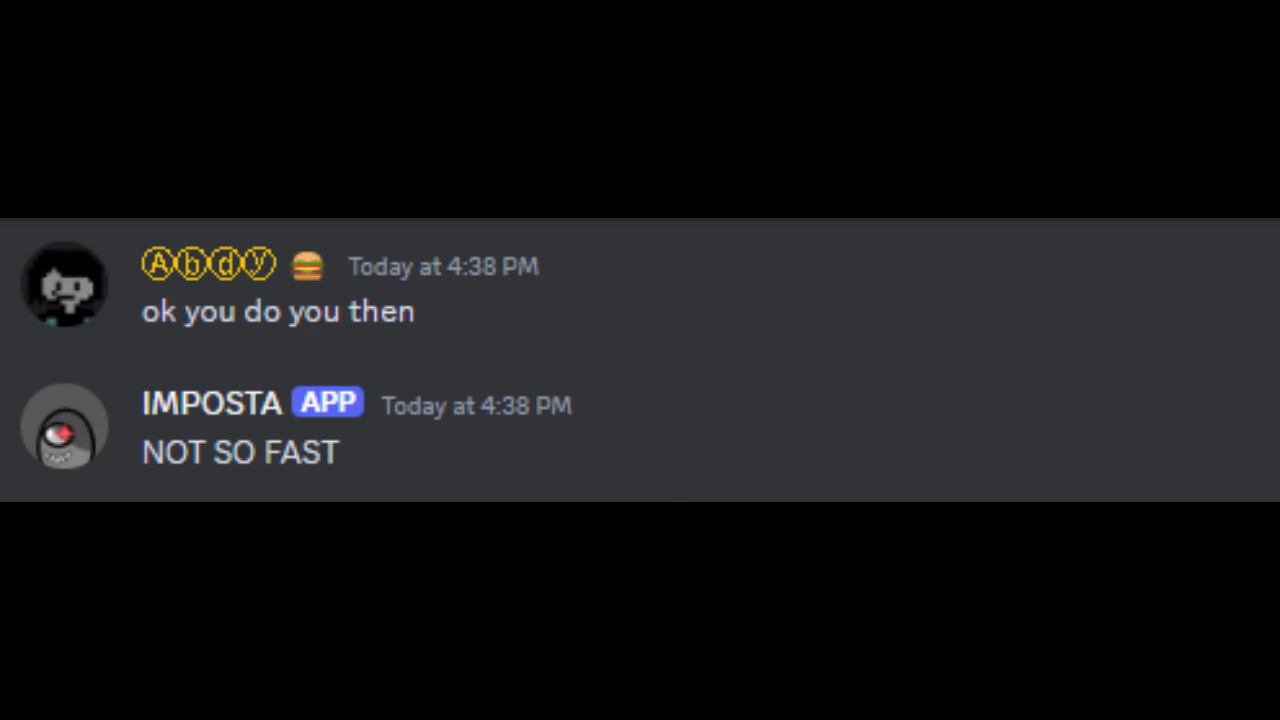 Ⓐⓑⓓⓨ 🍔 Today at 4:38 PM
ok you do you then
IMPOSTA APP Today at 4:38 PM
NOT SO FAST